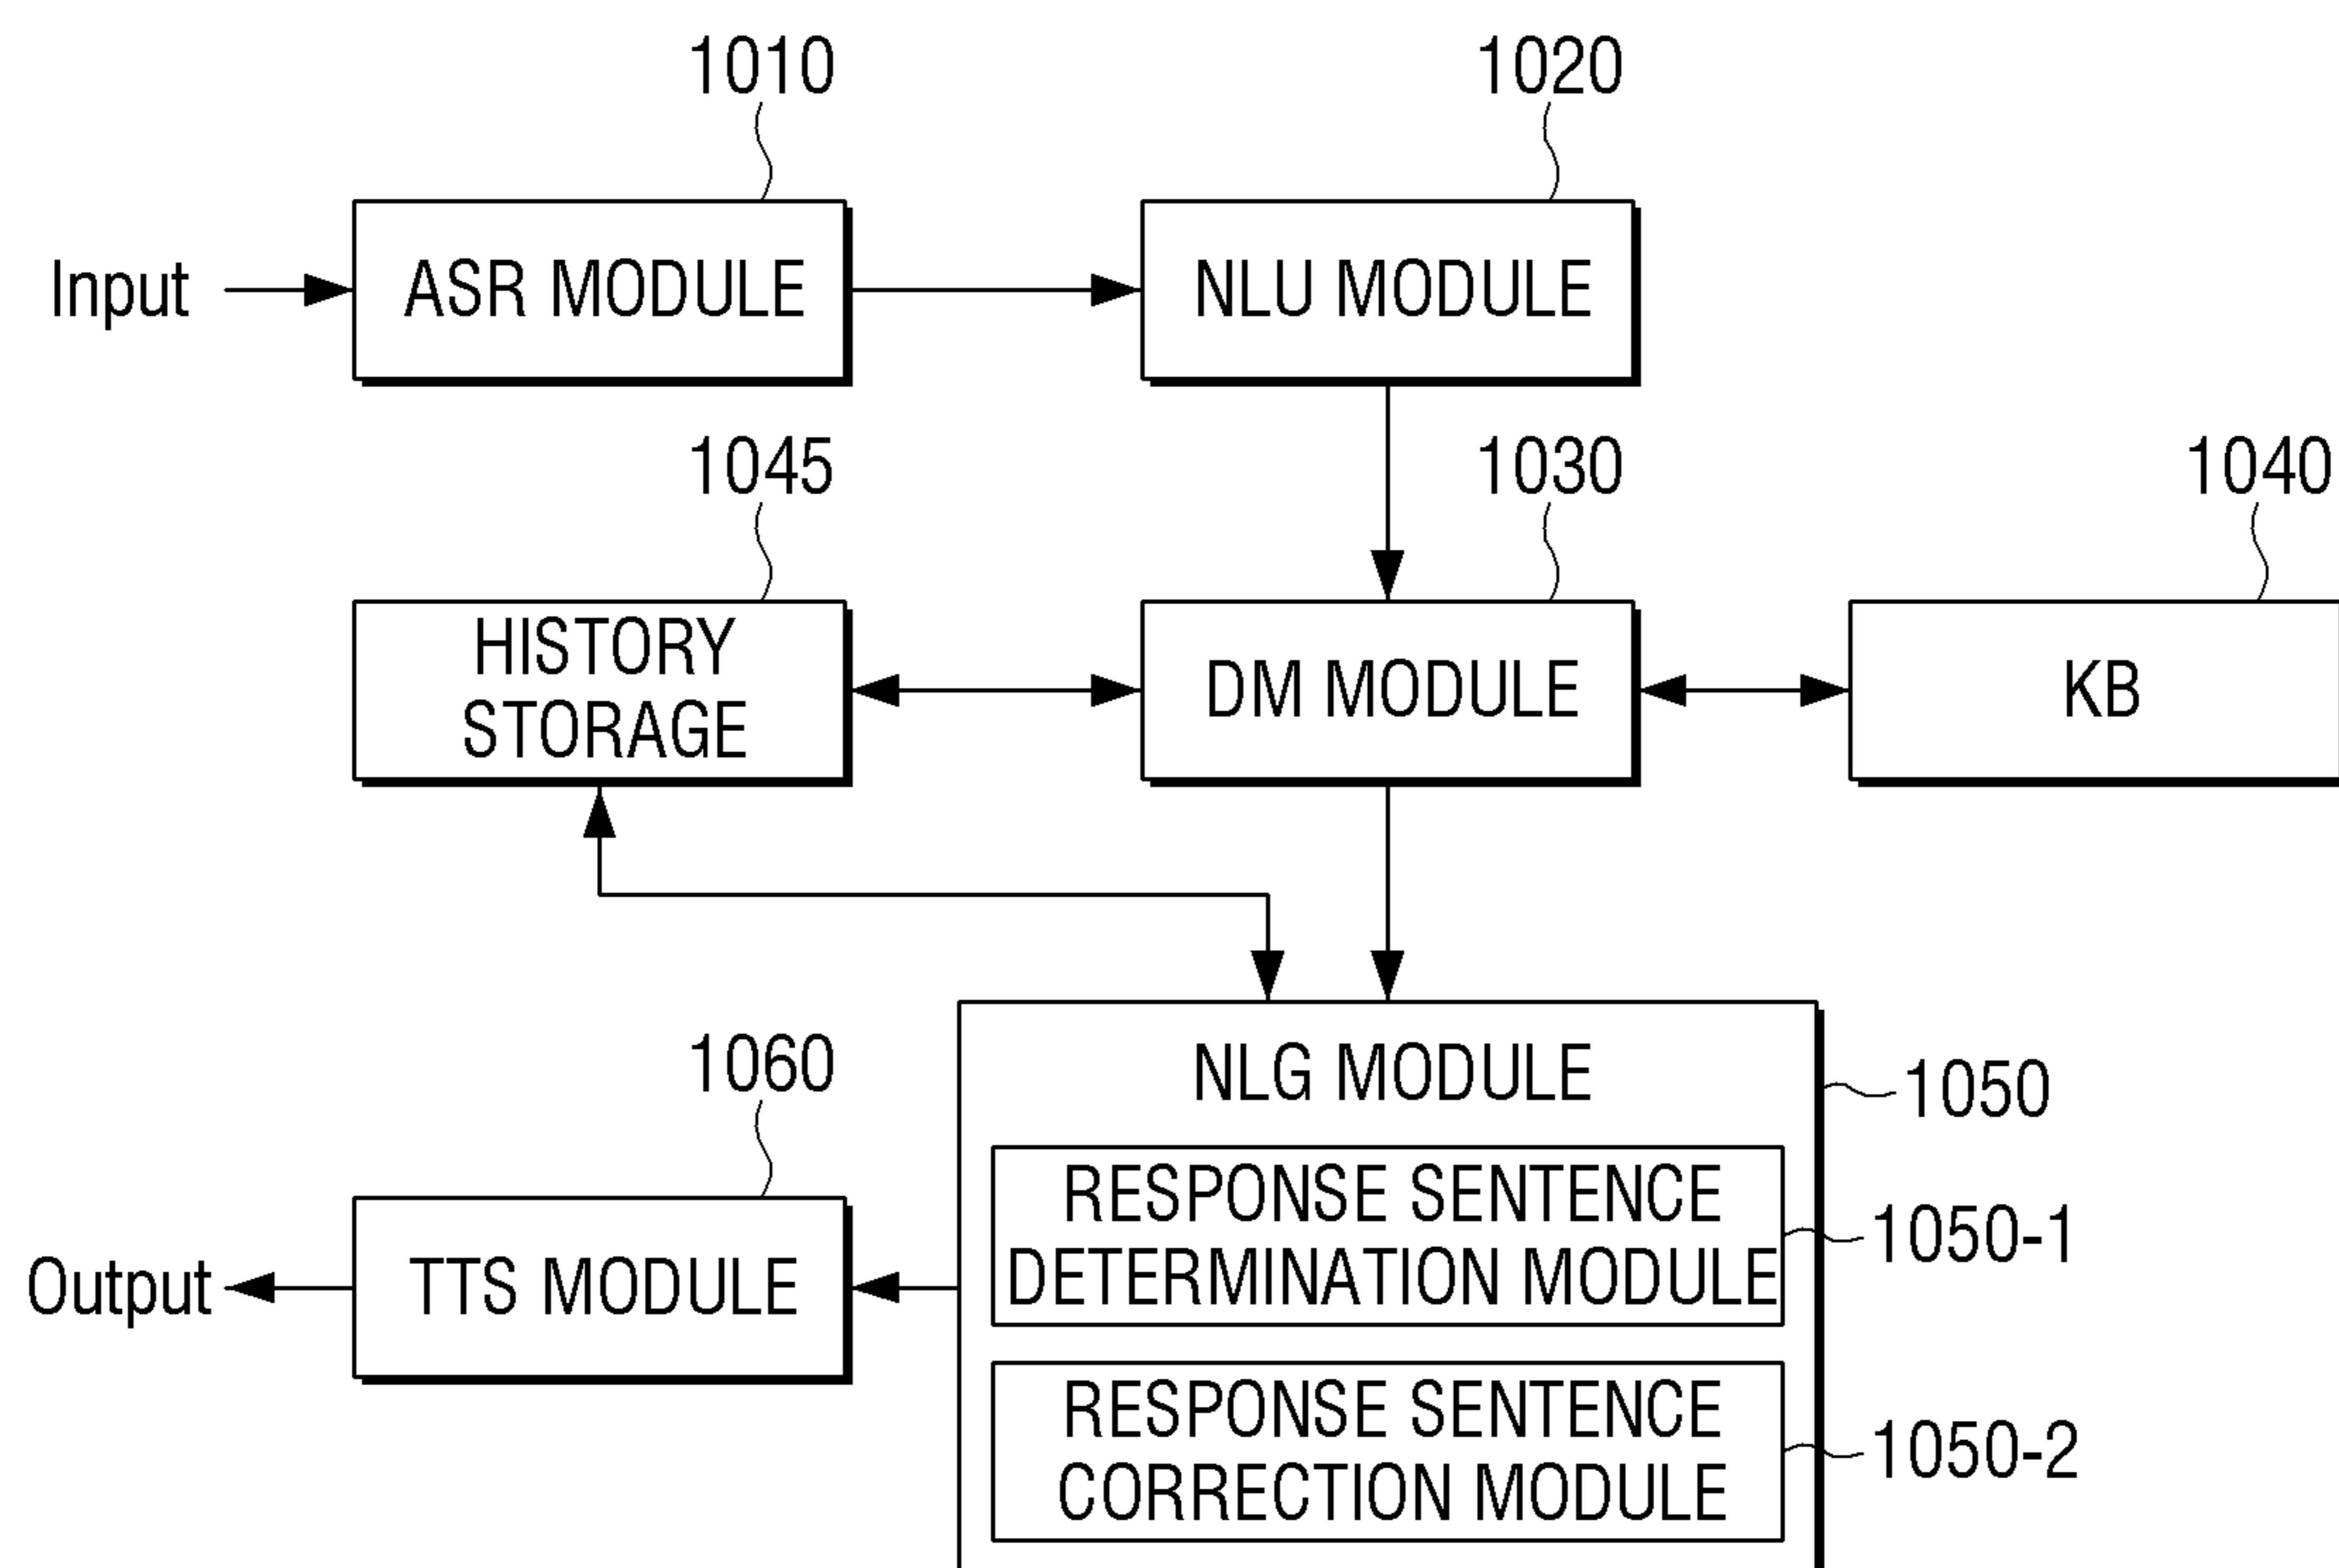 1010
1020
Input
ASR MODULE
NLU MODULE
1045
1030
1040
HISTORY
STORAGE
DM MODULE
KB
1060
NLG MODULE
1050
RESPONSE SENTENCE
DETERMINATION MODULE
1050-1
Output
TTS MODULE
RESPONSE SENTENCE
CORRECTION MODULE
1050-2